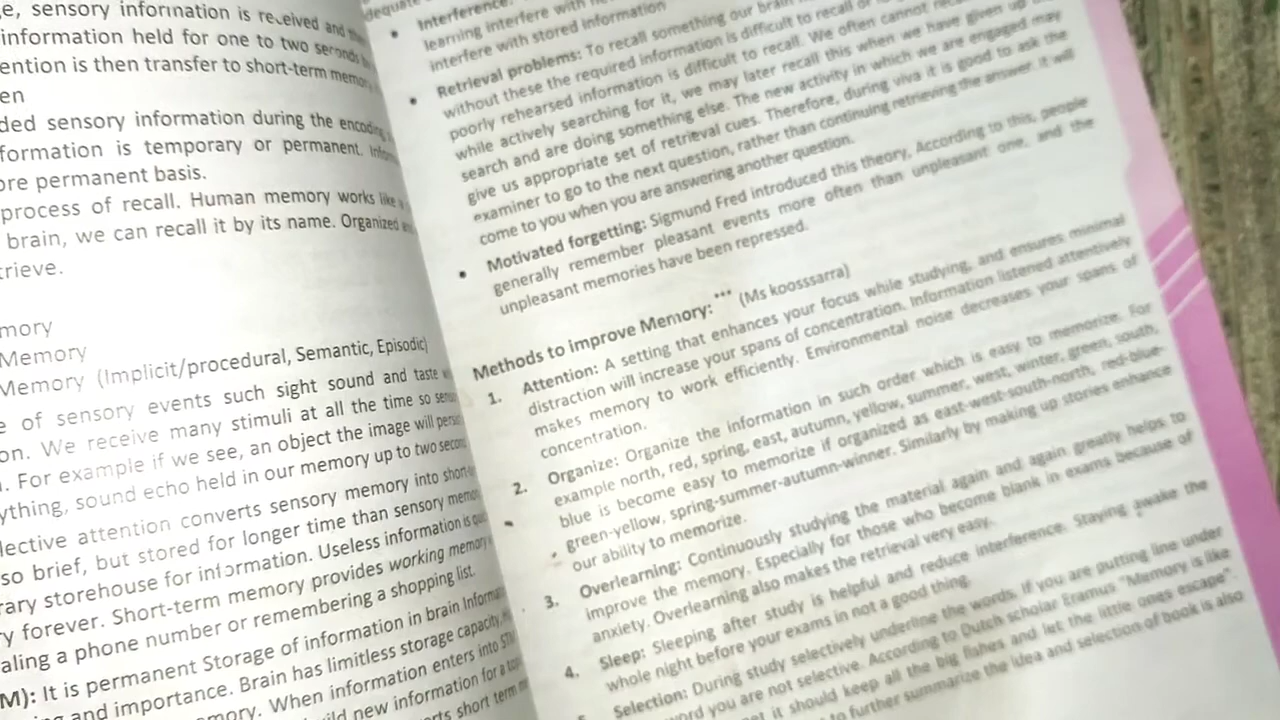 e, sensory information is received and
information held for one to two seconds
ention is then transfer to short-term memory
en
ded sensory information during the encoding
formation is temporary or permanent.
ore permanent basis.
process of recall. Human memory works like a
brain, we can recall it by its name. Organized
trieve.
mory
Memory
Memory (Implicit/procedural, Semantic, Episodic)
e of sensory events such sight sound and taste
on. We receive many stimuli at all the time so
. For example if we see, an object the image will
ything, sound echo held in our memory up to two
lective attention converts sensory memory into short-
so brief, but stored for longer time than sensory
rary storehouse for information. Useless information is
y forever. Short-term memory provides working memory
aling a phone number or remembering a shopping list.
M): It is permanent Storage of information in brain
and importance. Brain has limitless storage capacity.
mory. When information enters into
ild new information for a
rts short term
dequate
• Interference:
learning interfere with
interfere with stored information
• Retrieval problems: To recall something our brain
without these the required information is difficult to recall or
poorly rehearsed information is difficult to recall. We often cannot
while actively searching for it, we may later recall this when we have given up
search and are doing something else. The new activity in which we are engaged may
give us appropriate set of retrieval cues. Therefore, during viva it is good to ask the
examiner to go to the next question, rather than continuing retrieving the answer. It will
come to you when you are answering another question.
• Motivated forgetting: Sigmund Fred introduced this theory, According to this, people
generally remember pleasant events more often than unpleasant one, and the
unpleasant memories have been repressed.
Methods to improve Memory:*** (Ms koosssarra)
1. Attention: A setting that enhances your focus while studying, and ensures minimal
distraction will increase your spans of concentration. Information listened attentively
makes memory to work efficiently. Environmental noise decreases your spans of
concentration.
2. Organize: Organize the information in such order which is easy to memorize. For
example north, red, spring, east, autumn, yellow, summer, west, winter, green, south,
blue is become easy to memorize if organized as east-west-south-north, red-blue-
green-yellow, spring-summer-autumn-winner. Similarly by making up stories enhance
our ability to memorize.
3. Overlearning: Continuously studying the material again and again greatly helps to
improve the memory. Especially for those who become blank in exams because of
anxiety. Overlearning also makes the retrieval very easy.
4. Sleep: Sleeping after study is helpful and reduce interference. Staying awake the
whole night before your exams in not a good thing.
Selection: During study selectively underline the words. If you are putting line under
word you are not selective. According to Dutch scholar Eramus "Memory is like
it should keep all the big fishes and let the little ones escape".
to further summarize the idea and selection of book is also